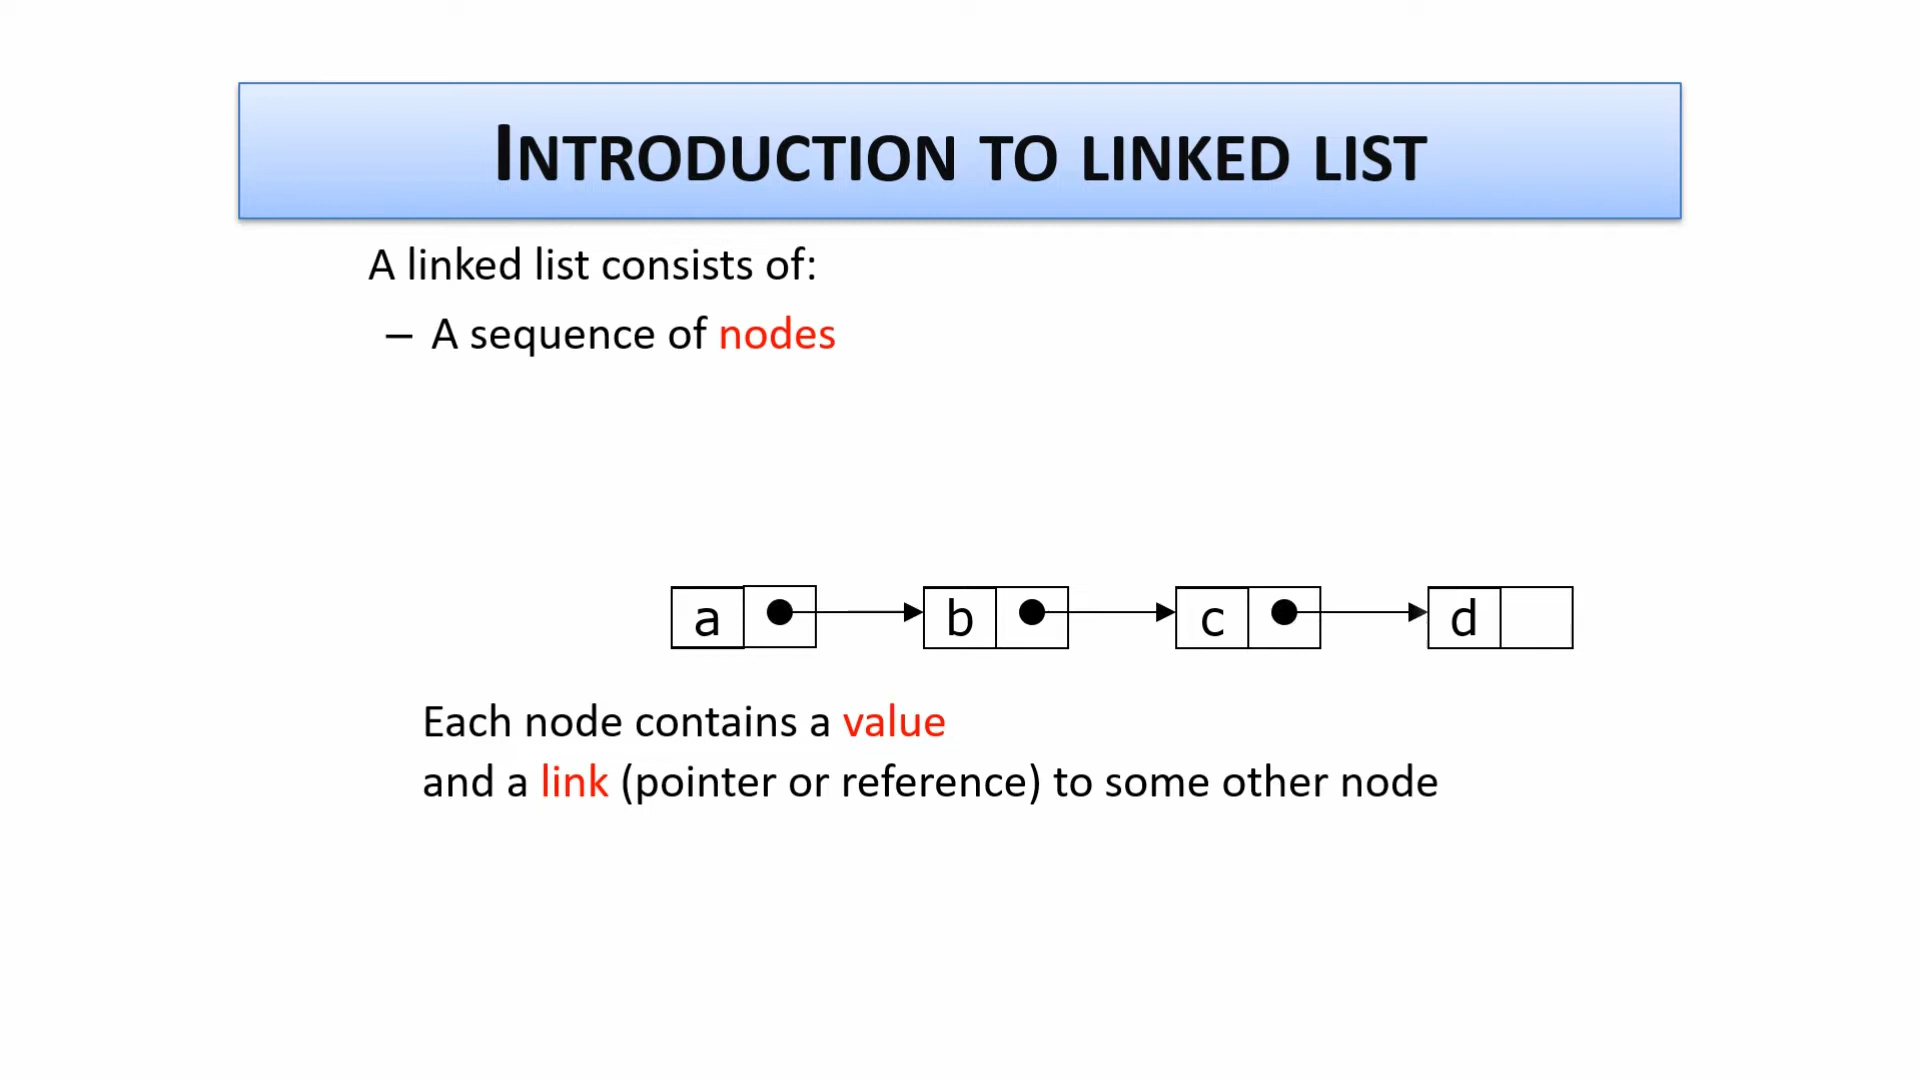 INTRODUCTION TO LINKED LIST
A linked list consists of:
– A sequence of nodes
a b c d
Each node contains a value
and a link (pointer or reference) to some other node